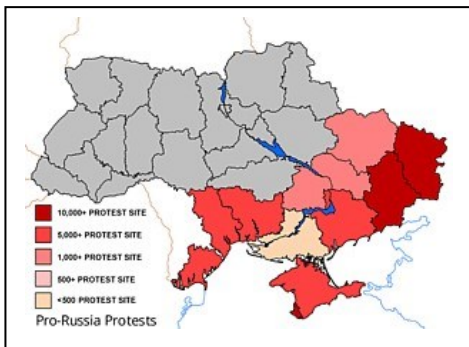 10,000+ PROTEST SITE
5,000+ PROTEST SITE
1,000+ PROTEST SITE
500+ PROTEST SITE
<500 PROTEST SITE
Pro-Russia Protests